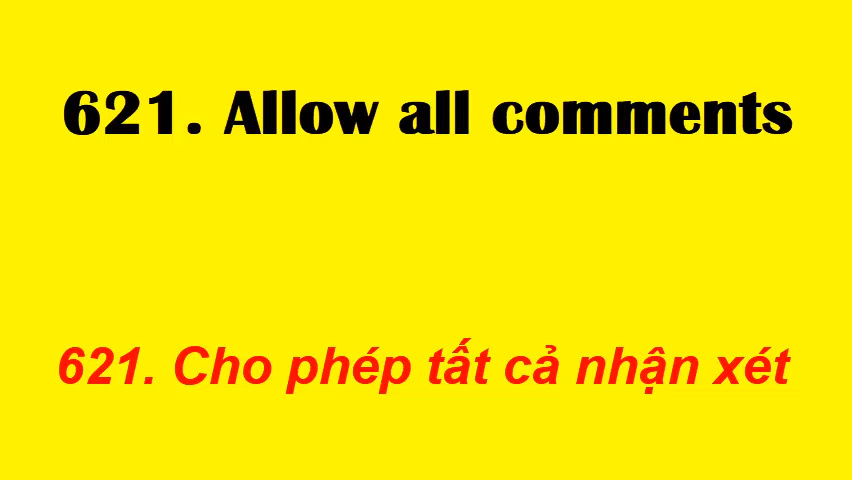 621. Allow all comments
621. Cho phép tất cả nhận xét